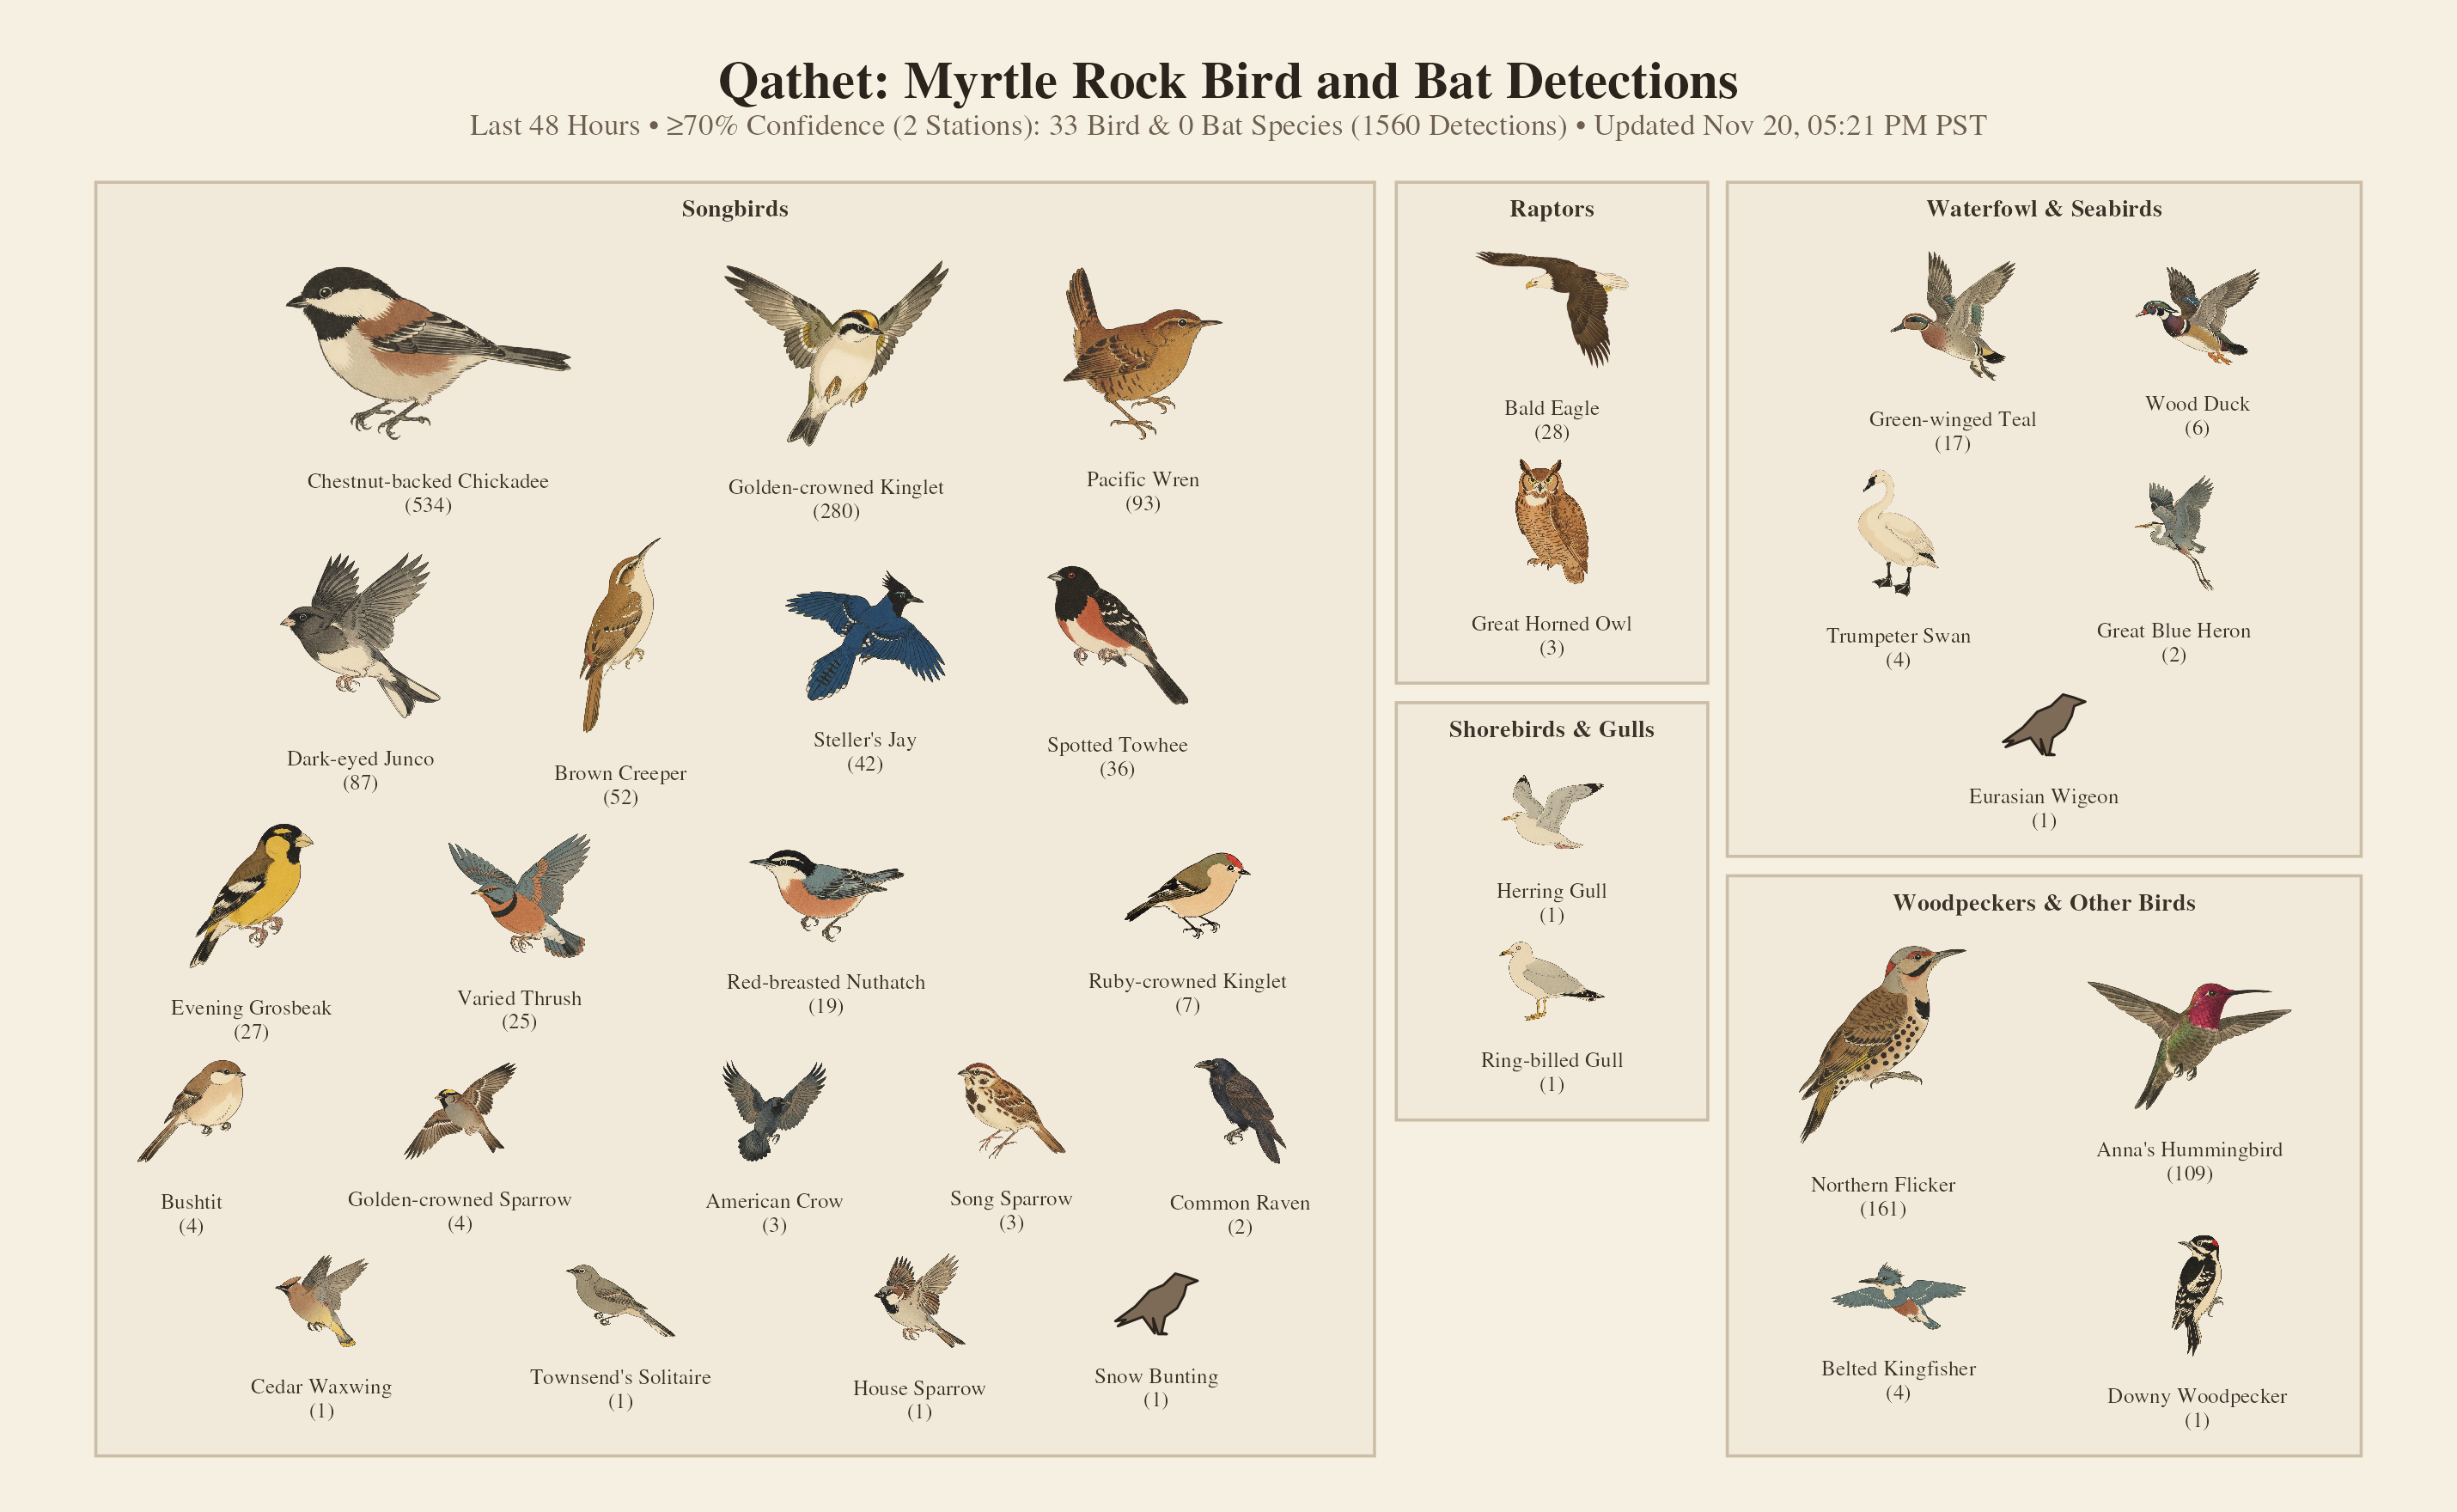 Qathet: Myrtle Rock Bird and Bat Detections
Last 48 Hours • ≥70% Confidence (2 Stations): 33 Bird & 0 Bat Species (1560 Detections) • Updated Nov 20, 05:21 PM PST
Songbirds
Chestnut-backed Chickadee
(534)
Golden-crowned Kinglet
(280)
Pacific Wren
(93)
Dark-eyed Junco
(87)
Brown Creeper
(52)
Steller's Jay
(42)
Spotted Towhee
(36)
Evening Grosbeak
(27)
Varied Thrush
(25)
Red-breasted Nuthatch
(19)
Ruby-crowned Kinglet
(7)
Bushtit
(4)
Golden-crowned Sparrow
(4)
American Crow
(3)
Song Sparrow
(3)
Common Raven
(2)
Cedar Waxwing
(1)
Townsend's Solitaire
(1)
House Sparrow
(1)
Snow Bunting
(1)
Raptors
Bald Eagle
(28)
Great Horned Owl
(3)
Shorebirds & Gulls
Herring Gull
(1)
Ring-billed Gull
(1)
Waterfowl & Seabirds
Green-winged Teal
(17)
Wood Duck
(6)
Trumpeter Swan
(4)
Great Blue Heron
(2)
Eurasian Wigeon
(1)
Woodpeckers & Other Birds
Northern Flicker
(161)
Anna's Hummingbird
(109)
Belted Kingfisher
(4)
Downy Woodpecker
(1)